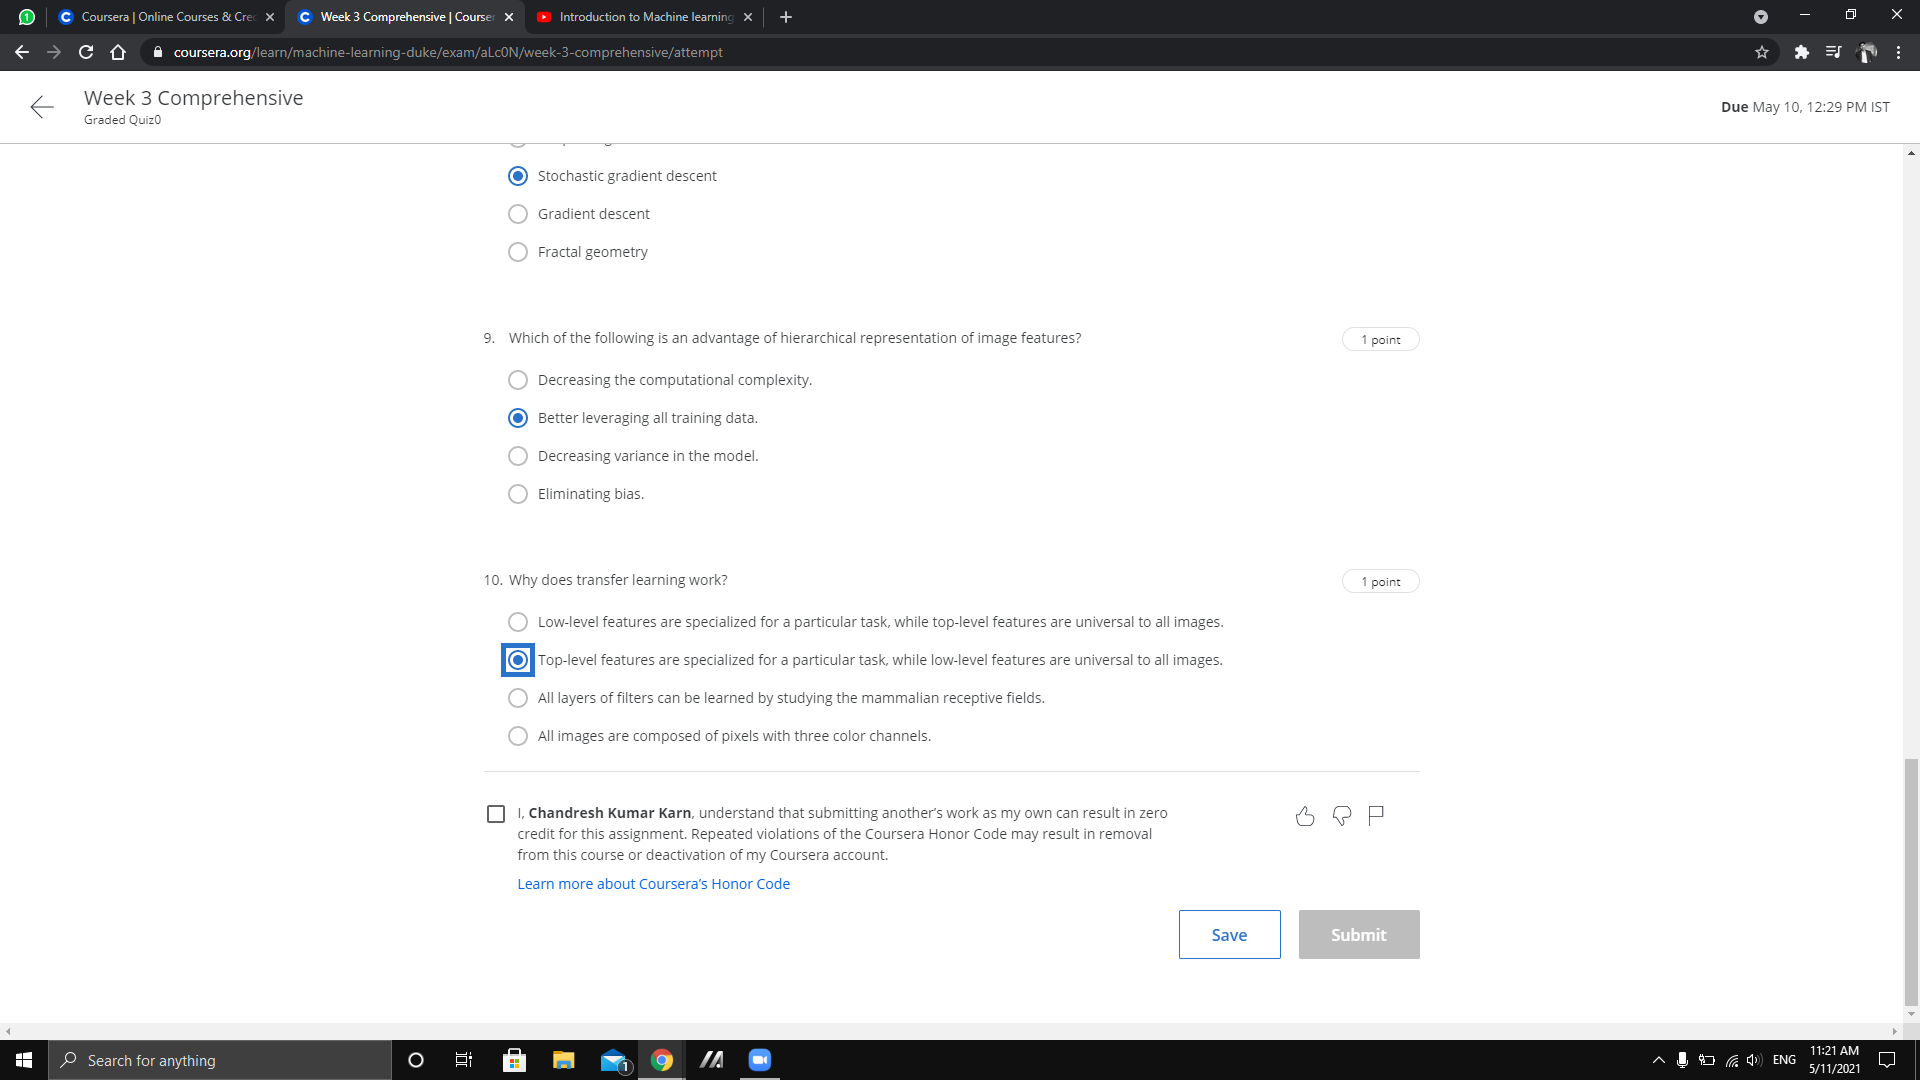 Coursera | Online Courses & Cre
Week 3 Comprehensive | Courser
Introduction to Machine learning
coursera.org/learn/machine-learning-duke/exam/aLc0N/week-3-comprehensive/attempt
Week 3 Comprehensive
Graded Quiz0
Due May 10, 12:29 PM IST
Stochastic gradient descent
Gradient descent
Fractal geometry
9. Which of the following is an advantage of hierarchical representation of image features?
1 point
Decreasing the computational complexity.
Better leveraging all training data.
Decreasing variance in the model.
Eliminating bias.
10. Why does transfer learning work?
1 point
Low-level features are specialized for a particular task, while top-level features are universal to all images.
Top-level features are specialized for a particular task, while low-level features are universal to all images.
All layers of filters can be learned by studying the mammalian receptive fields.
All images are composed of pixels with three color channels.
I, Chandresh Kumar Karn, understand that submitting another’s work as my own can result in zero
credit for this assignment. Repeated violations of the Coursera Honor Code may result in removal
from this course or deactivation of my Coursera account.
Learn more about Coursera’s Honor Code
Save
Submit
Search for anything
1
ENG
11:21 AM
5/11/2021